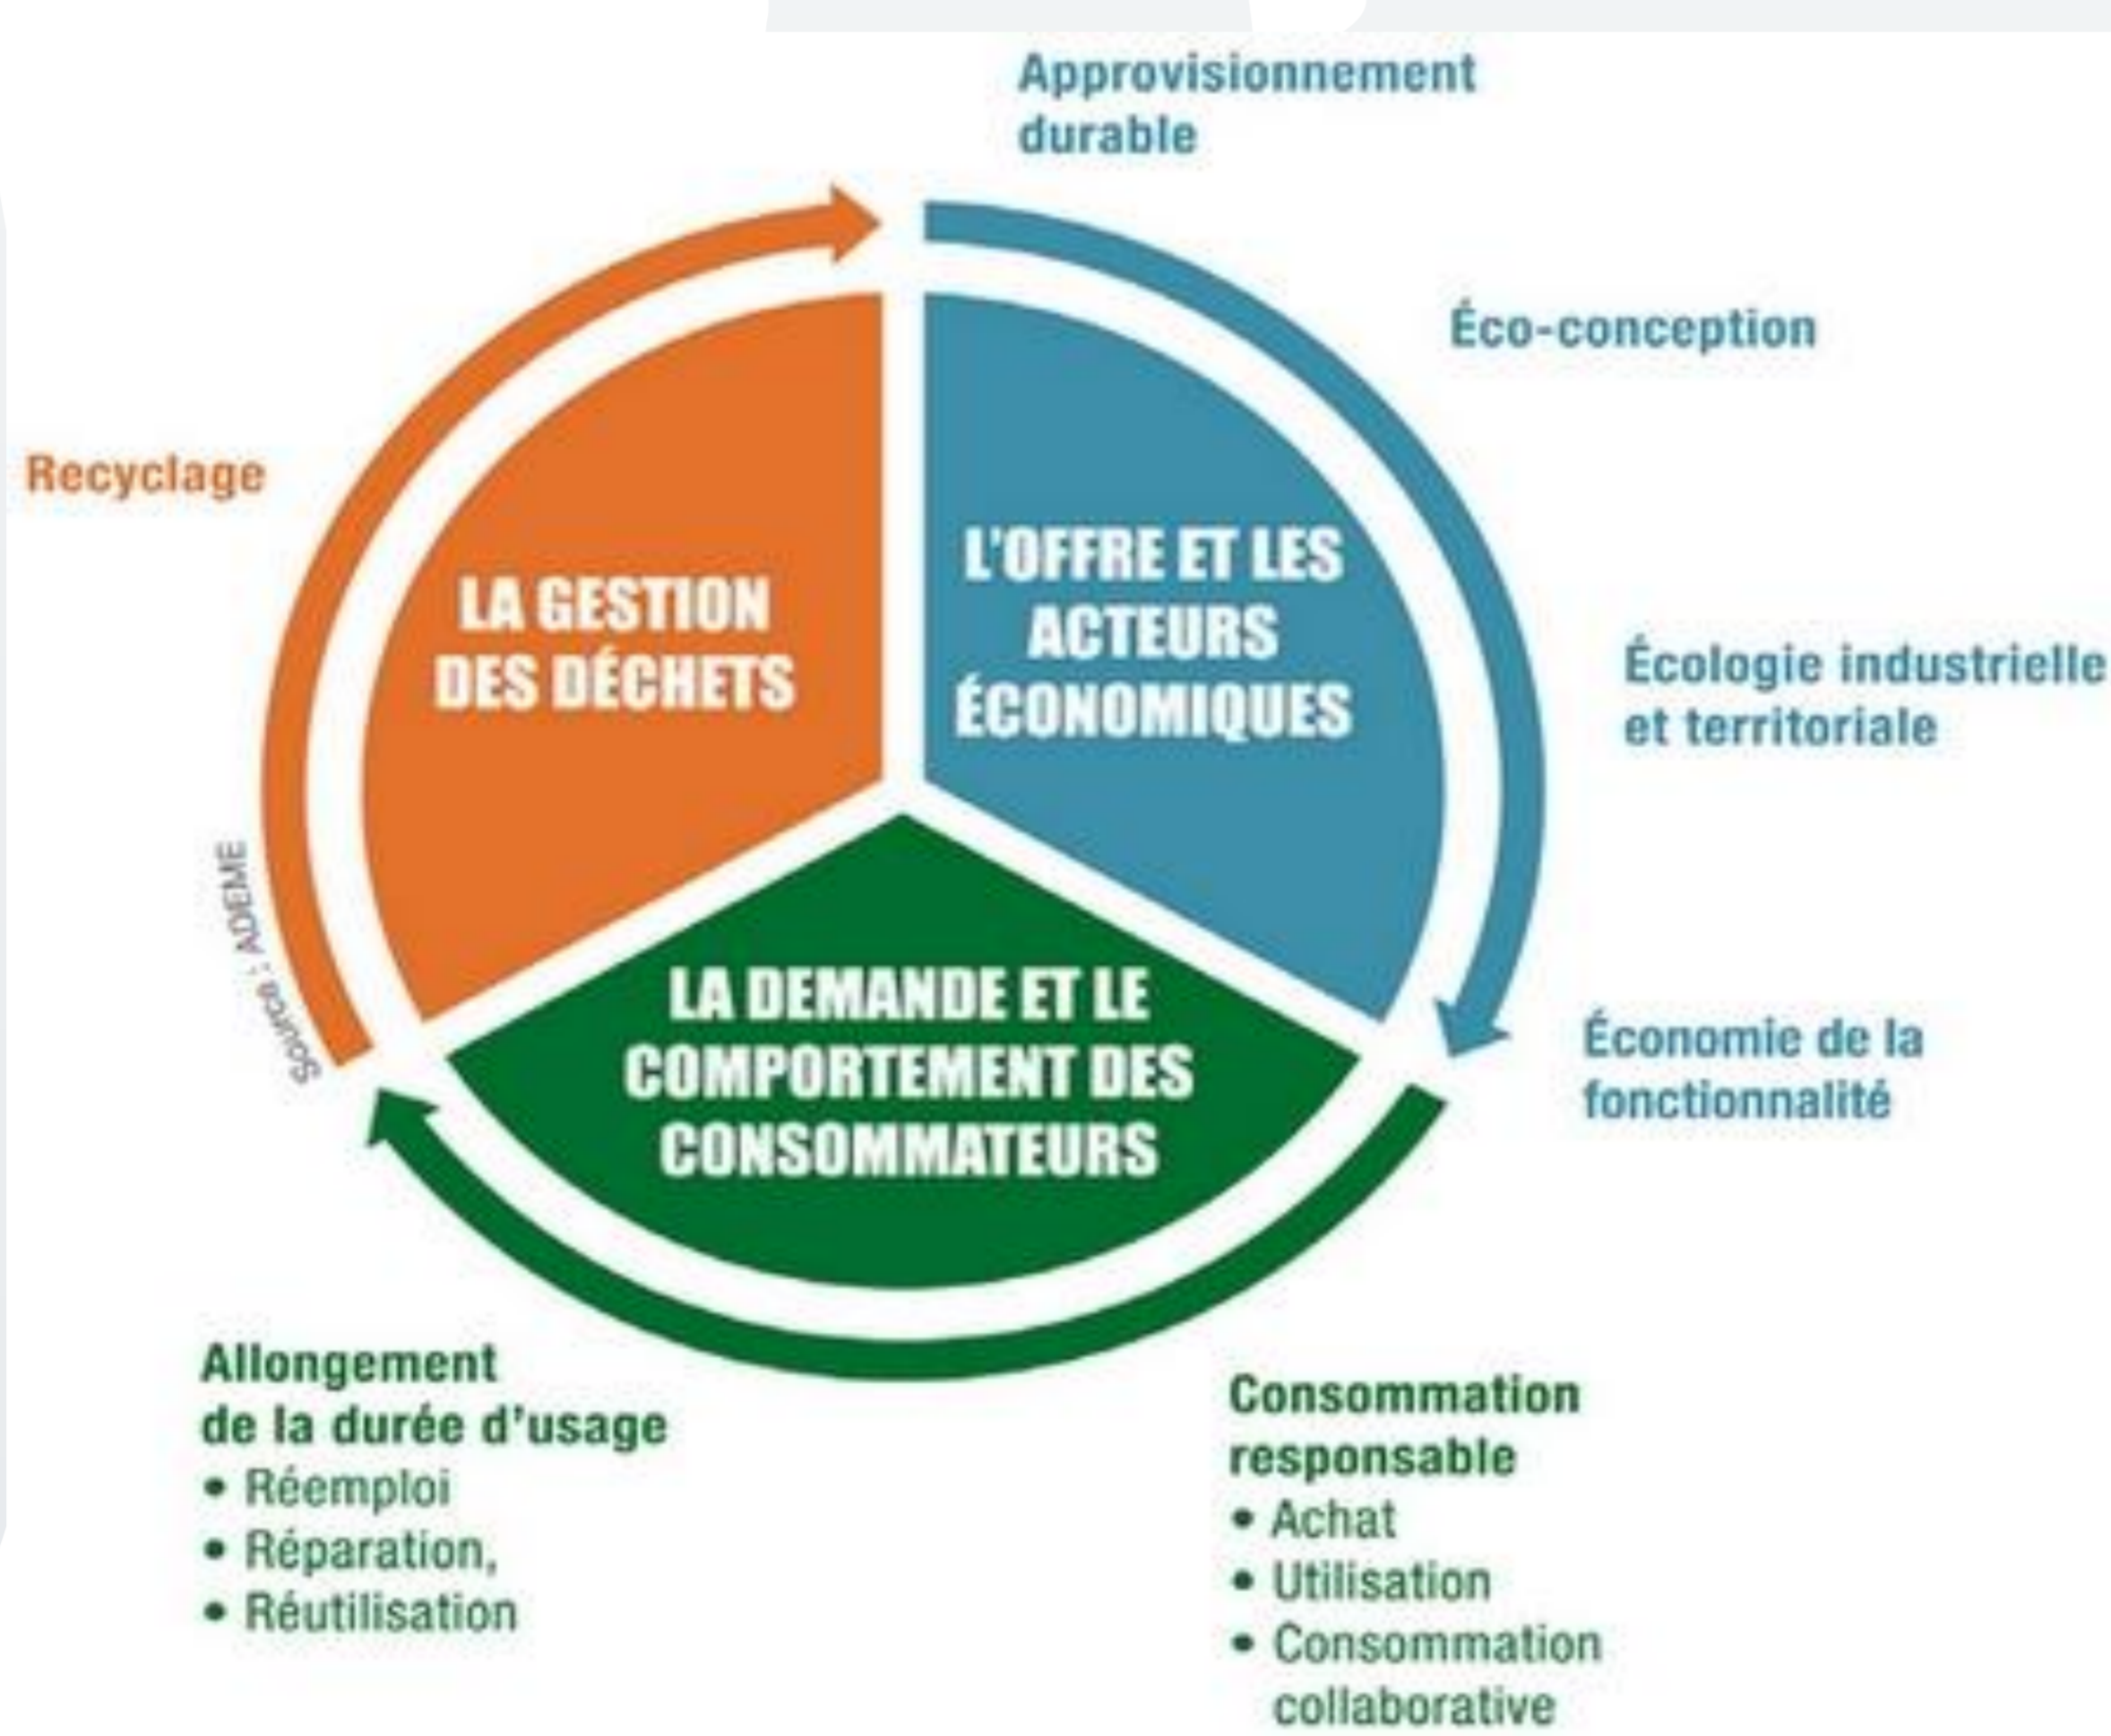 Approvisionnement
durable
Éco-conception
Recyclage
L'OFFRE ET LES
ACTEURS
ÉCONOMIQUES
LA GESTION
DES DÉCHETS
Écologie industrielle
et territoriale
Source : ADEME
LA DEMANDE ET LE
COMPORTEMENT DES
CONSOMMATEURS
Économie de la
fonctionnalité
Allongement
de la durée d'usage
• Réemploi
• Réparation,
• Réutilisation
Consommation
responsable
• Achat
• Utilisation
• Consommation
collaborative